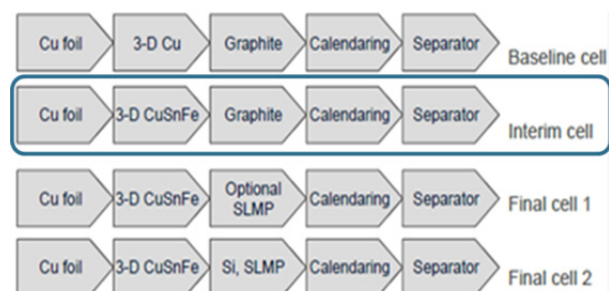 Cu foil 3-D Cu Graphite Calendaring Separator Baseline cell
Cu foil 3-D CuSnFe Graphite Calendaring Separator Interim cell
Cu foil 3-D CuSnFe Optional SLMP Calendaring Separator Final cell 1
Cu foil 3-D CuSnFe Si, SLMP Calendaring Separator Final cell 2